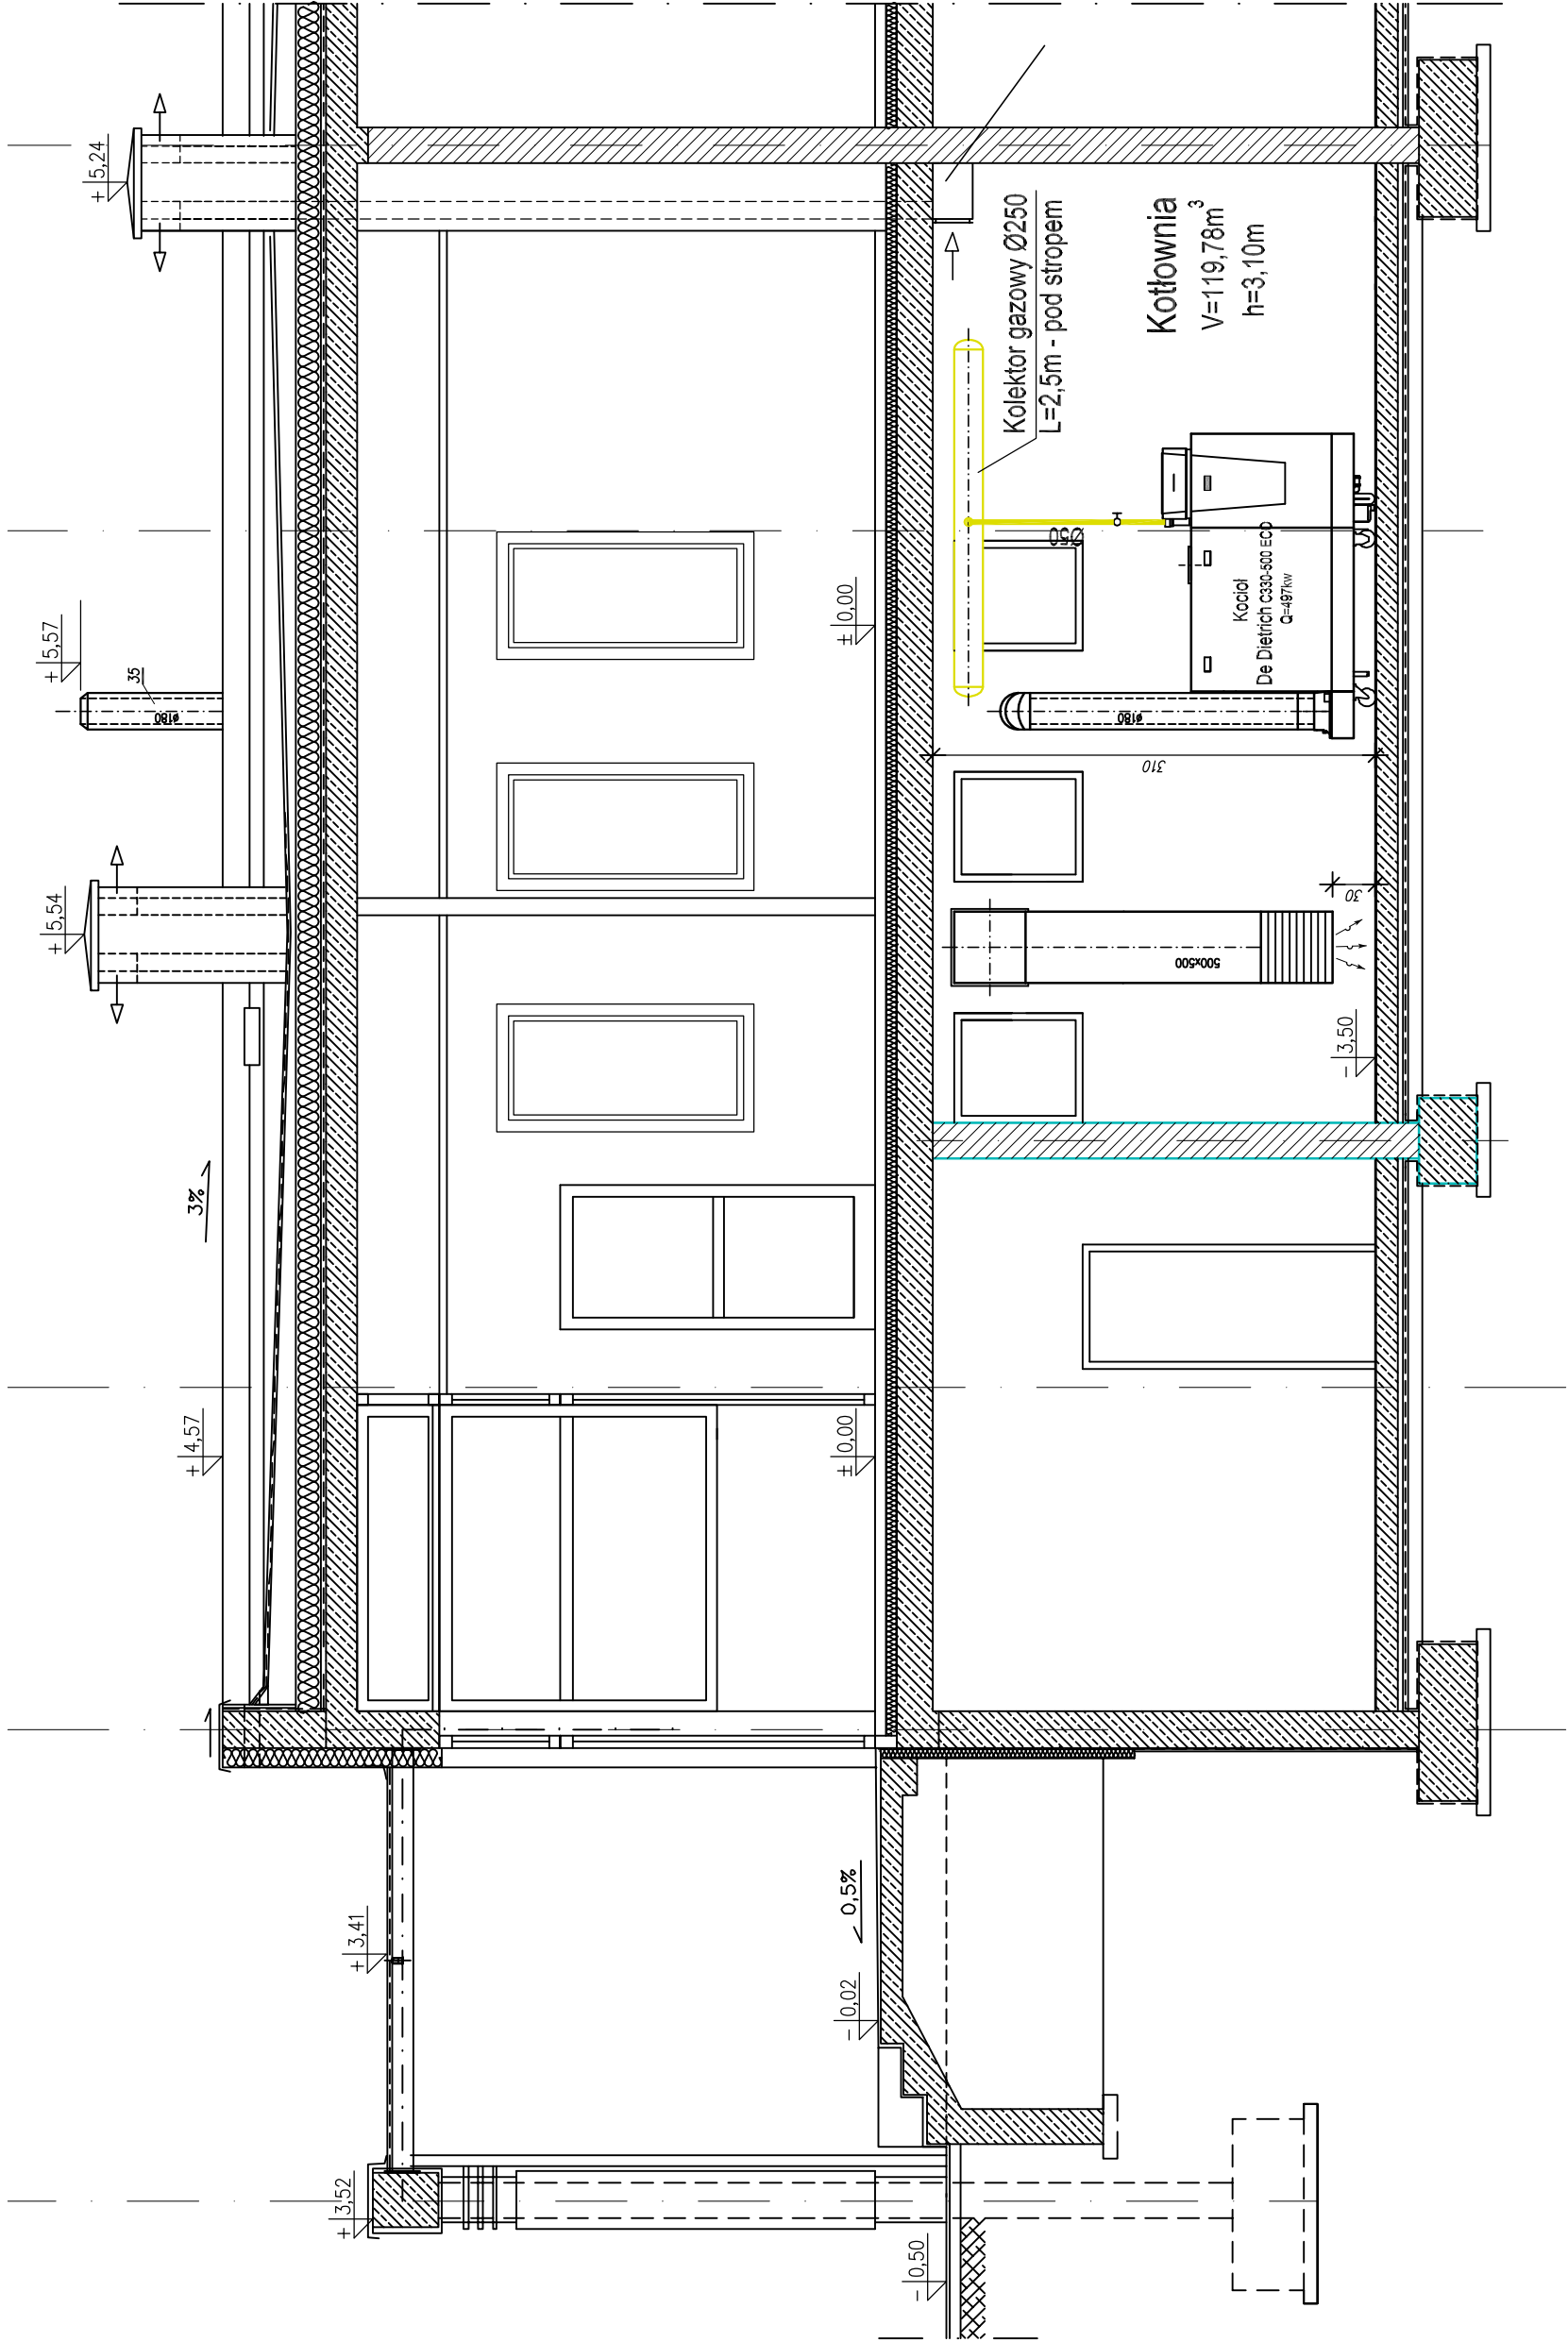 + 3,52
- 0,50
+ 3,41
- 0,02
0,5%
+ 4,57
3%
± 0,00
+ 5,54
+ 5,57
35
ø180
+ 5,24
± 0,00
- 3,50
500x500
30
310
ø180
Kocioł
De Dietrich C330-500 ECO
Q=497kW
Ø50
Kolektor gazowy Ø250
L=2,5m - pod stropem
Kotłownia
V=119,78m³
h=3,10m